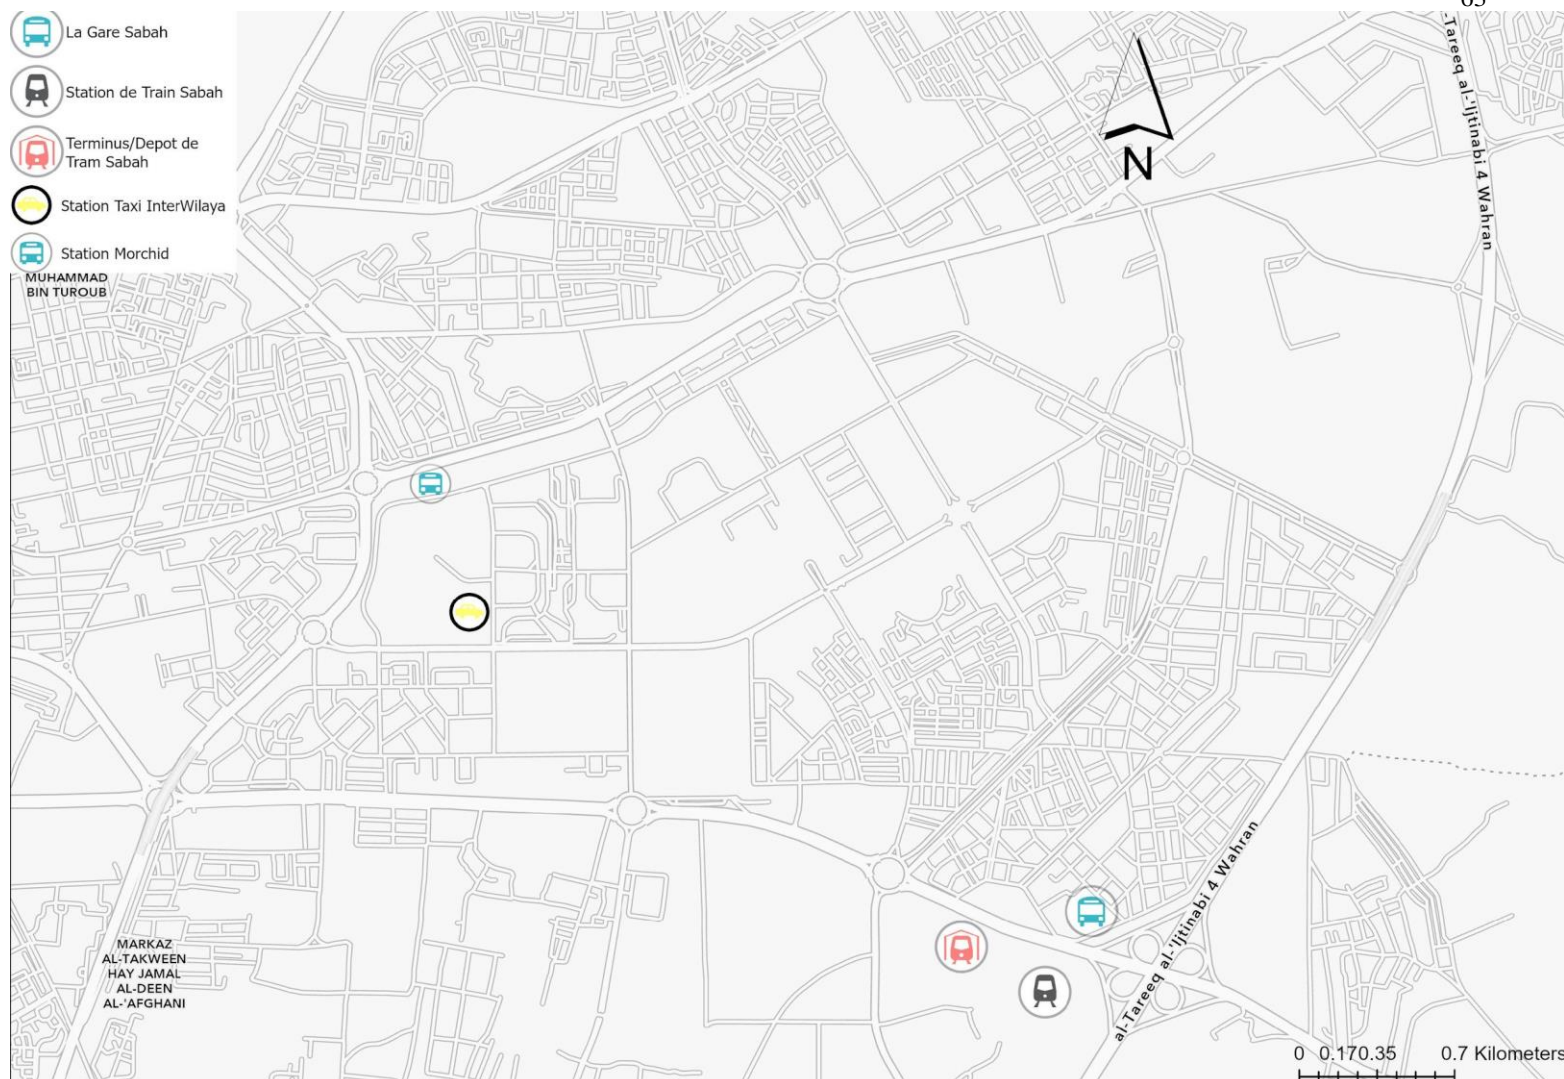 La Gare Sabah
Station de Train Sabah
Terminus/Depot de
Tram Sabah
Station Taxi InterWilaya
Station Morchid
MUHAMMAD
BIN TUROUB
N
-Tareeq al-'Ijtinabi 4 Wahran
MARKAZ
AL-TAKWEEN
HAY JAMAL
AL-DEEN
AL-'AFGHANI
al-Tareeq al-'Ijtinabi 4 Wahran
0 0.170.35 0.7 Kilometers